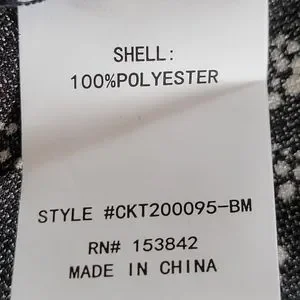 SHELL:
100%POLYESTER
STYLE #CKT200095-BM
RN# 153842
MADE IN CHINA